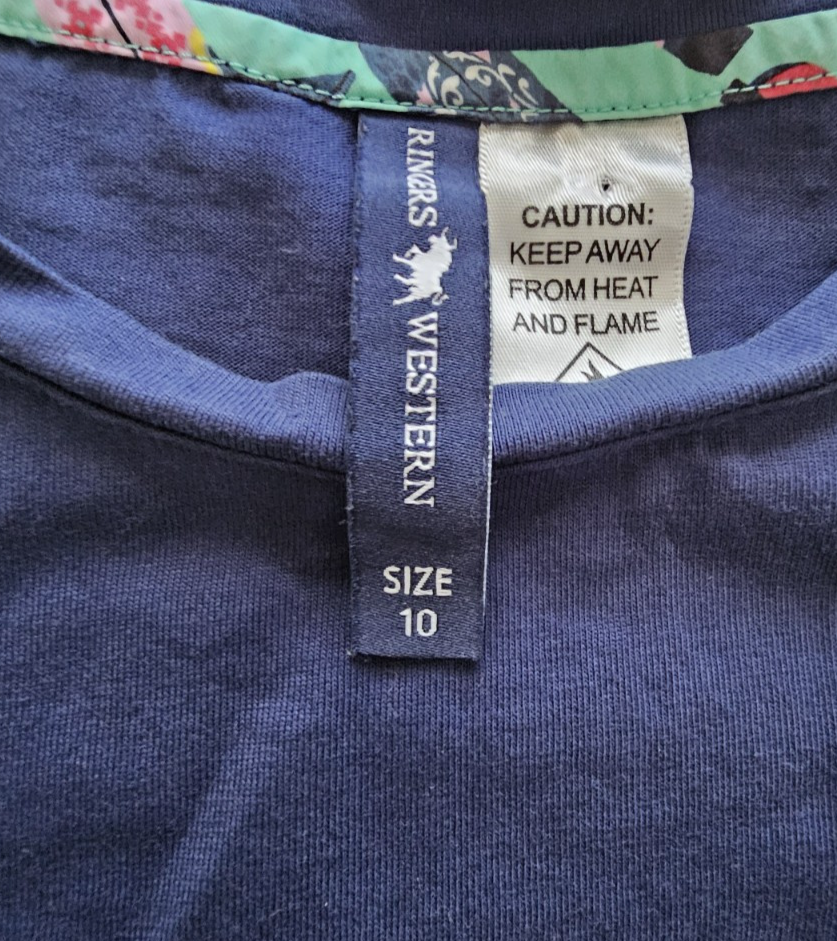 RINGERS WESTERN
SIZE
10
CAUTION:
KEEP AWAY
FROM HEAT
AND FLAME